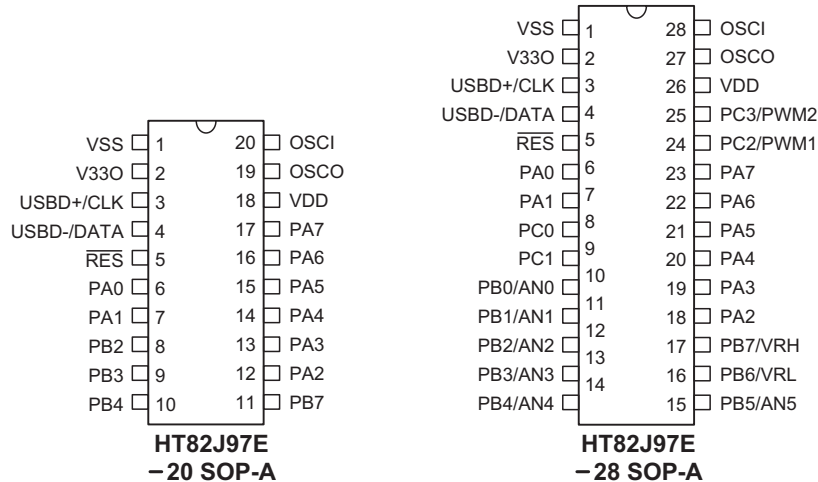 VSS 1 20 OSCI
V33O 2 19 OSCO
USBD+/CLK 3 18 VDD
USBD-/DATA 4 17 PA7
RES 5 16 PA6
PA0 6 15 PA5
PA1 7 14 PA4
PB2 8 13 PA3
PB3 9 12 PA2
PB4 10 11 PB7
HT82J97E
−20 SOP-A
VSS 1 28 OSCI
V33O 2 27 OSCO
USBD+/CLK 3 26 VDD
USBD-/DATA 4 25 PC3/PWM2
RES 5 24 PC2/PWM1
PA0 6 23 PA7
PA1 7 22 PA6
PC0 8 21 PA5
PC1 9 20 PA4
PB0/AN0 10 19 PA3
PB1/AN1 11 18 PA2
PB2/AN2 12 17 PB7/VRH
PB3/AN3 13 16 PB6/VRL
PB4/AN4 14 15 PB5/AN5
HT82J97E
−28 SOP-A